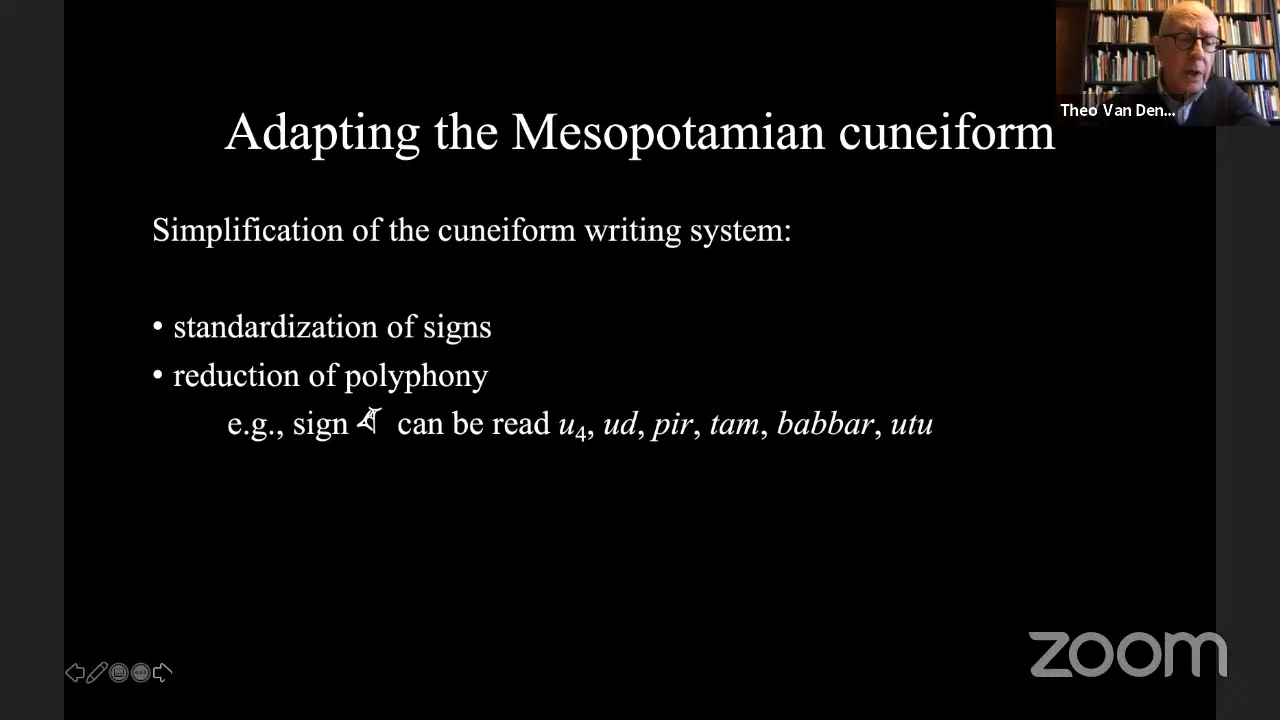 Theo Van Den...
Adapting the Mesopotamian cuneiform
Simplification of the cuneiform writing system:
• standardization of signs
• reduction of polyphony
e.g., sign can be read u₄, ud, pir, tam, babbar, utu
zoom